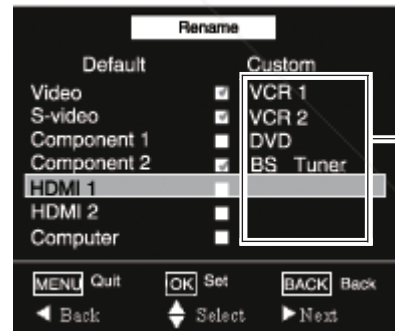 Rename
Default Custom
Video VCR 1
S-video VCR 2
Component 1 DVD
Component 2 BS Tuner
HDMI 1
HDMI 2
Computer
MENU Quit OK Set BACK Back
Back Select Next